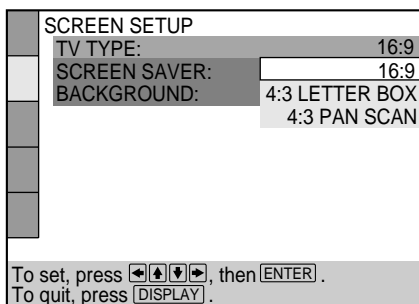 SCREEN SETUP
TV TYPE: 16:9
SCREEN SAVER: 16:9
BACKGROUND: 4:3 LETTER BOX
4:3 PAN SCAN
To set, press ←↑↓→, then ENTER.
To quit, press DISPLAY.